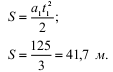 S = a₁t₁²/2;
S = 125/3 = 41,7 м.